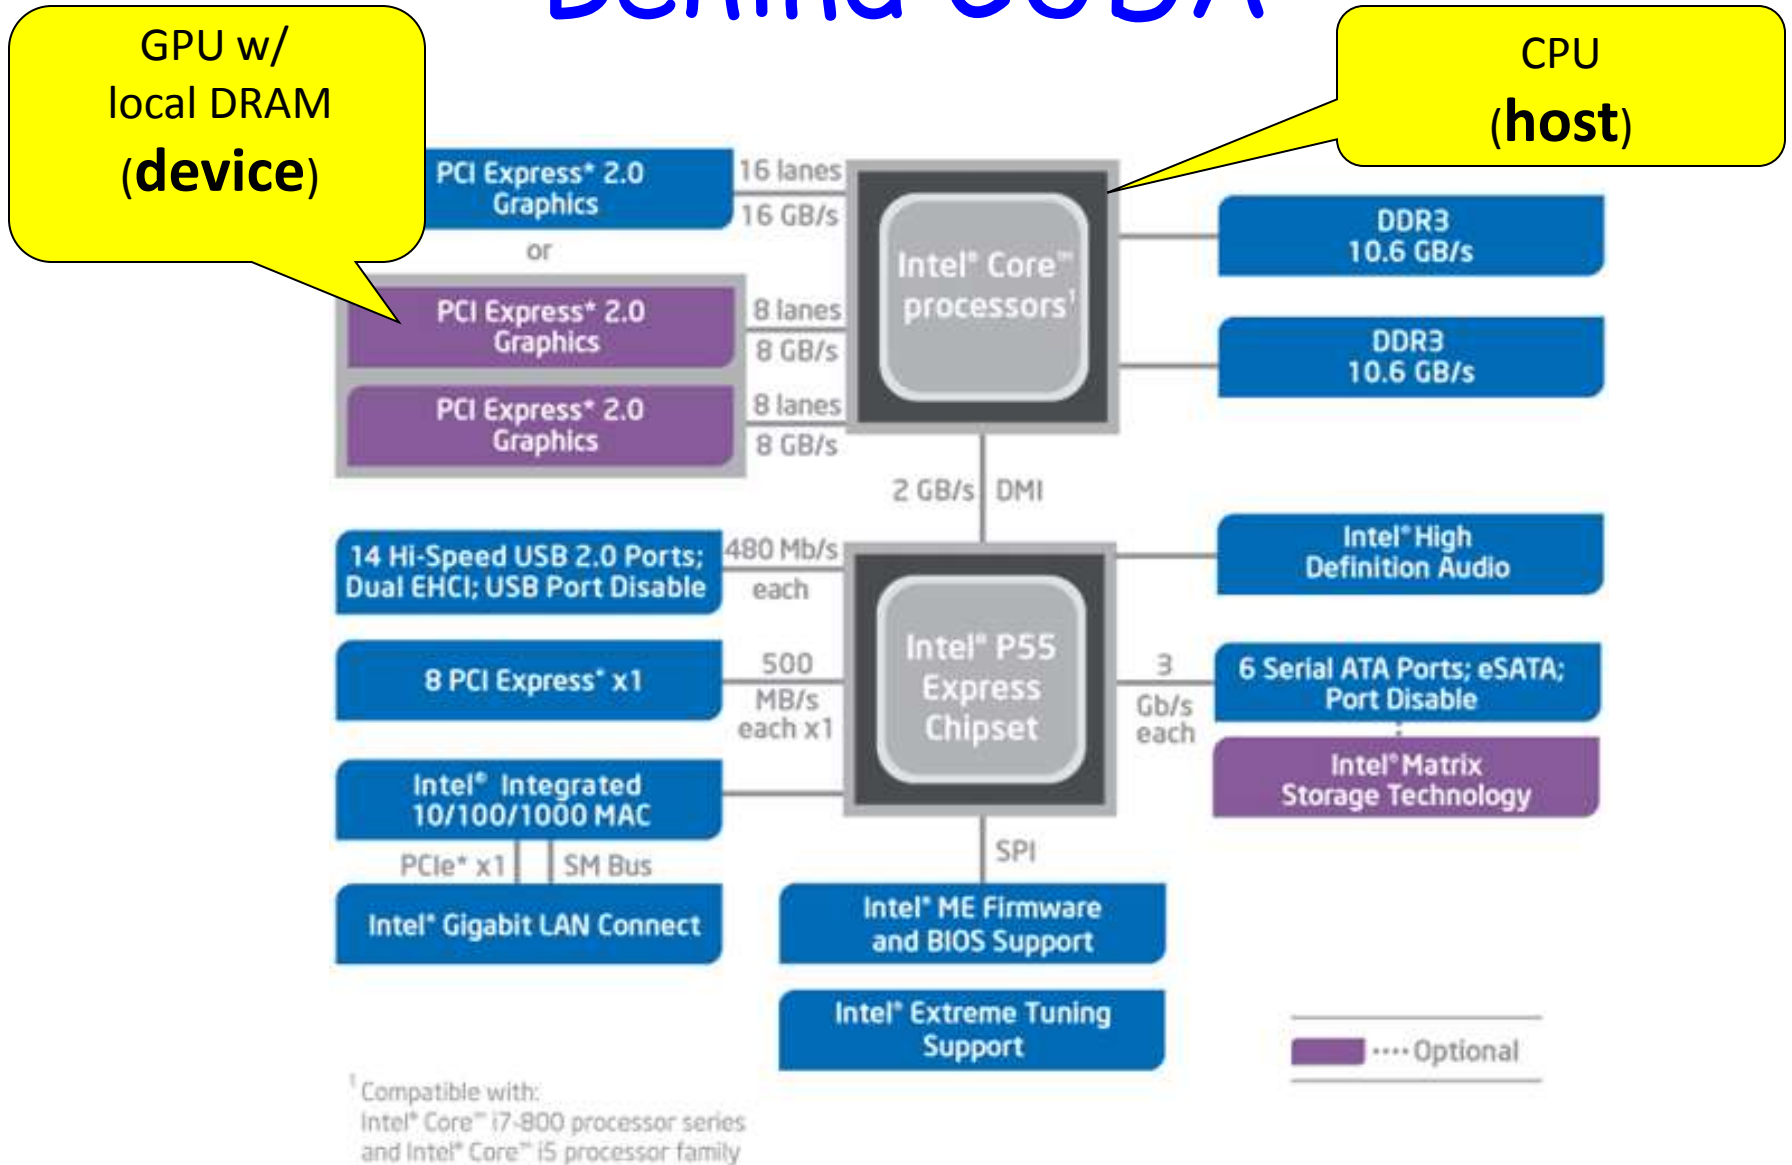 Behind CUDA
GPU w/
local DRAM
(device)
CPU
(host)
PCI Express* 2.0
Graphics
16 lanes
16 GB/s
or
PCI Express* 2.0
Graphics
8 lanes
8 GB/s
PCI Express* 2.0
Graphics
8 lanes
8 GB/s
Intel® Core™
processors¹
DDR3
10.6 GB/s
DDR3
10.6 GB/s
2 GB/s DMI
14 Hi-Speed USB 2.0 Ports;
Dual EHCI; USB Port Disable
480 Mb/s
each
8 PCI Express* x1
500
MB/s
each x1
Intel® P55
Express
Chipset
Intel® High
Definition Audio
3
Gb/s
each
6 Serial ATA Ports; eSATA;
Port Disable
Intel® Matrix
Storage Technology
Intel® Integrated
10/100/1000 MAC
PCIe* x1 SM Bus
Intel® Gigabit LAN Connect
SPI
Intel® ME Firmware
and BIOS Support
Intel® Extreme Tuning
Support
Optional
¹ Compatible with:
Intel® Core™ i7-800 processor series
and Intel® Core™ i5 processor family